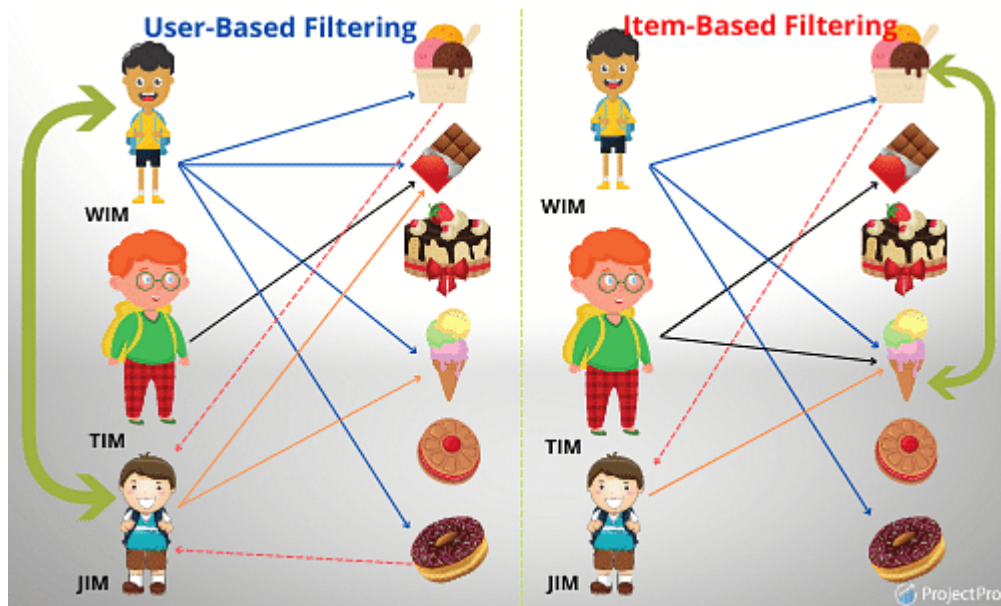 User-Based Filtering
WIM
TIM
JIM
Item-Based Filtering
WIM
TIM
JIM
ProjectPro